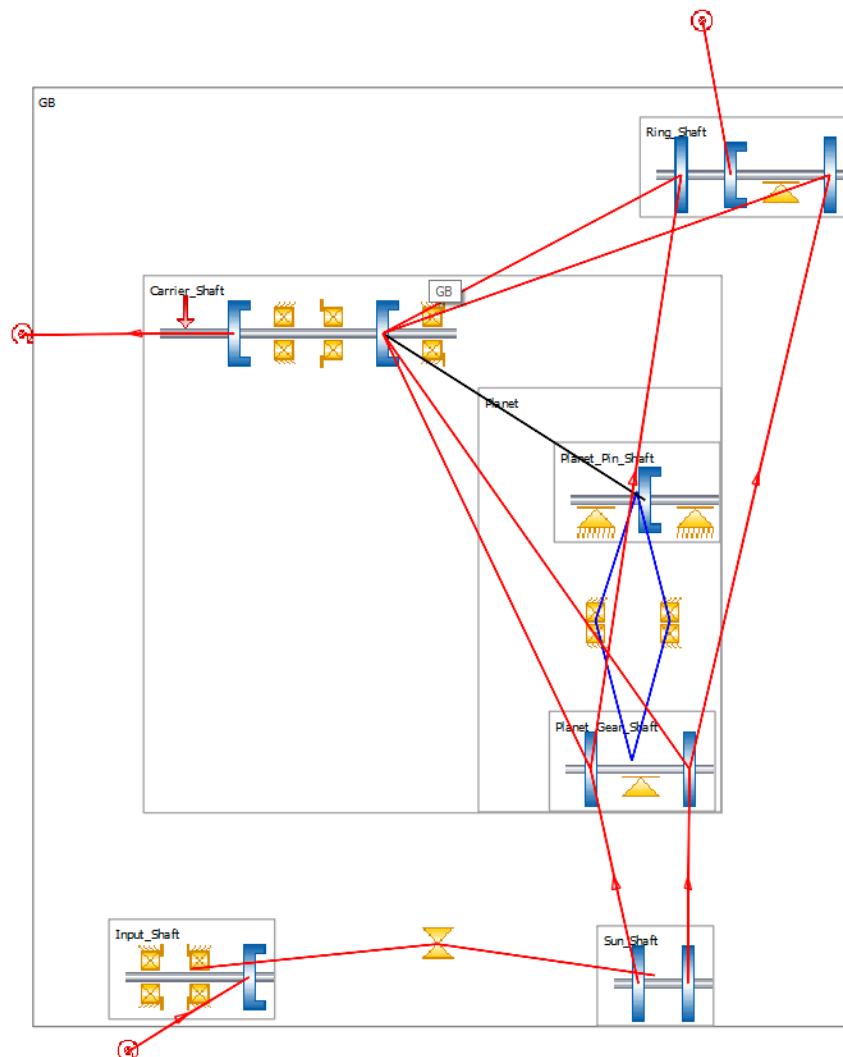 GB
Ring_Shaft
Carrier_Shaft
GB
Planet
Planet_Pin_Shaft
Planet_Gear_Shaft
Input_Shaft
Sun_Shaft